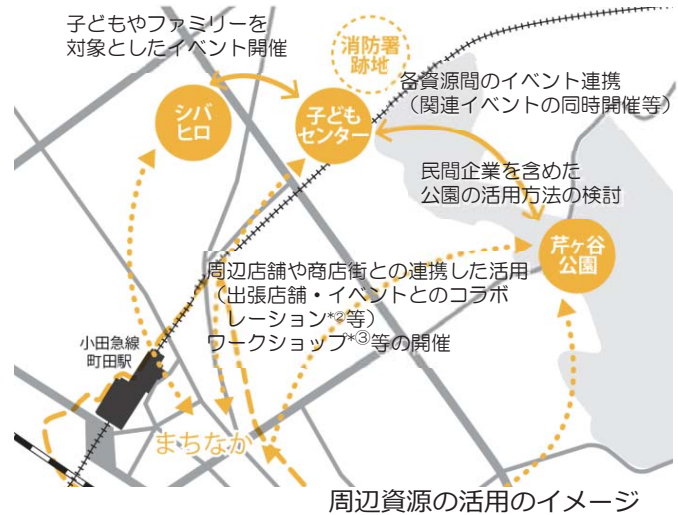 子どもやファミリーを
対象としたイベント開催
消防署
跡地
各資源間のイベント連携
（関連イベントの同時開催等）
シバ
ヒロ
子ども
センター
民間企業を含めた
公園の活用方法の検討
芹ヶ谷
公園
周辺店舗や商店街との連携した活用
（出張店舗・イベントとのコラボ
レーション*②等）
ワークショップ*③等の開催
小田急線
町田駅
まちなか
周辺資源の活用のイメージ